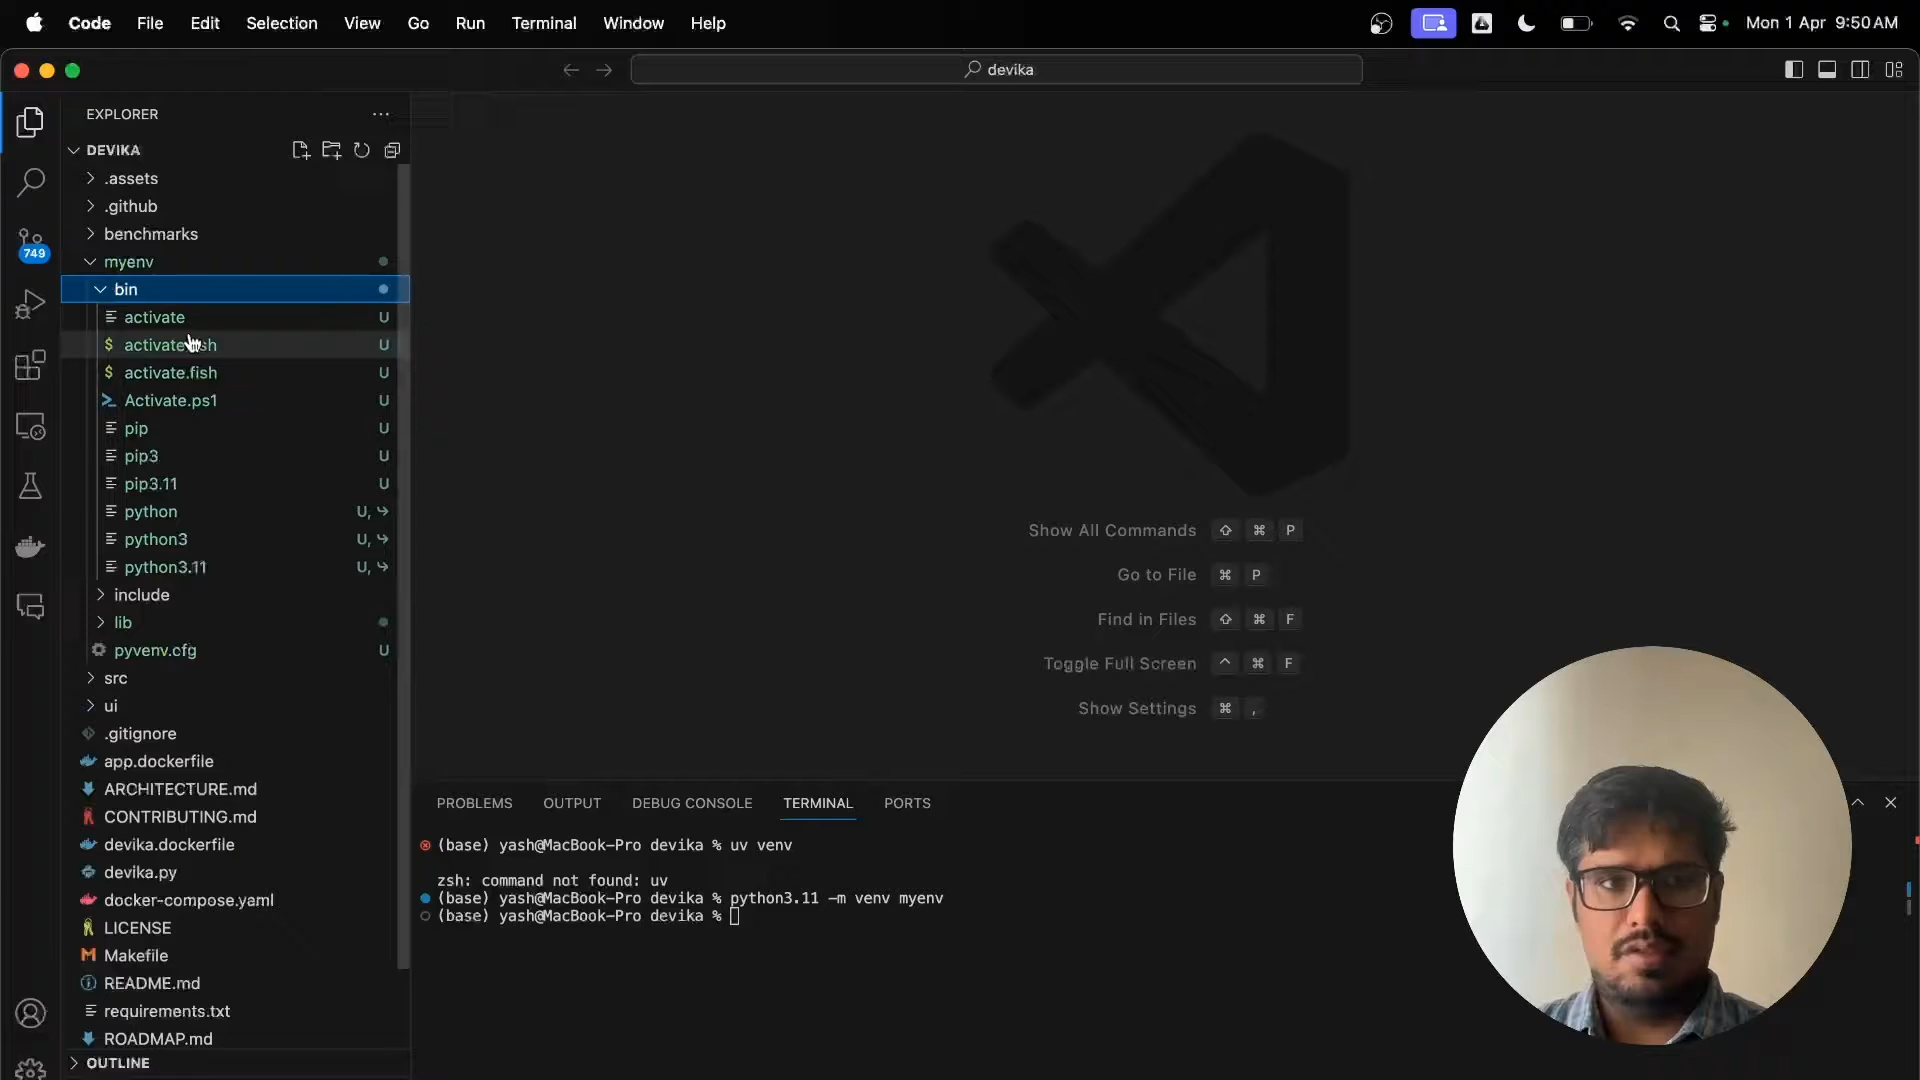 Code File Edit Selection View Go Run Terminal Window Help Mon 1 Apr 9:50 AM
devika
EXPLORER
DEVIKA
.assets
.github
benchmarks
myenv
bin
activate U
U
activate.fish U
Activate.ps1 U
pip U
pip3 U
pip3.11 U
python U,
python3 U,
python3.11 U,
include
lib
pyvenv.cfg U
src
ui
.gitignore
app.dockerfile
ARCHITECTURE.md
CONTRIBUTING.md
devika.dockerfile
devika.py
docker-compose.yaml
LICENSE
Makefile
README.md
requirements.txt
ROADMAP.md
OUTLINE
749
Show All Commands ⇧ ⌘ P
Go to File ⌘ P
Find in Files ⇧ ⌘ F
Toggle Full Screen ^ ⌘ F
Show Settings ⌘ ,
PROBLEMS OUTPUT DEBUG CONSOLE TERMINAL PORTS
(base) yash@MacBook-Pro devika % uv venv
zsh: command not found: uv
(base) yash@MacBook-Pro devika % python3.11 -m venv myenv
(base) yash@MacBook-Pro devika %